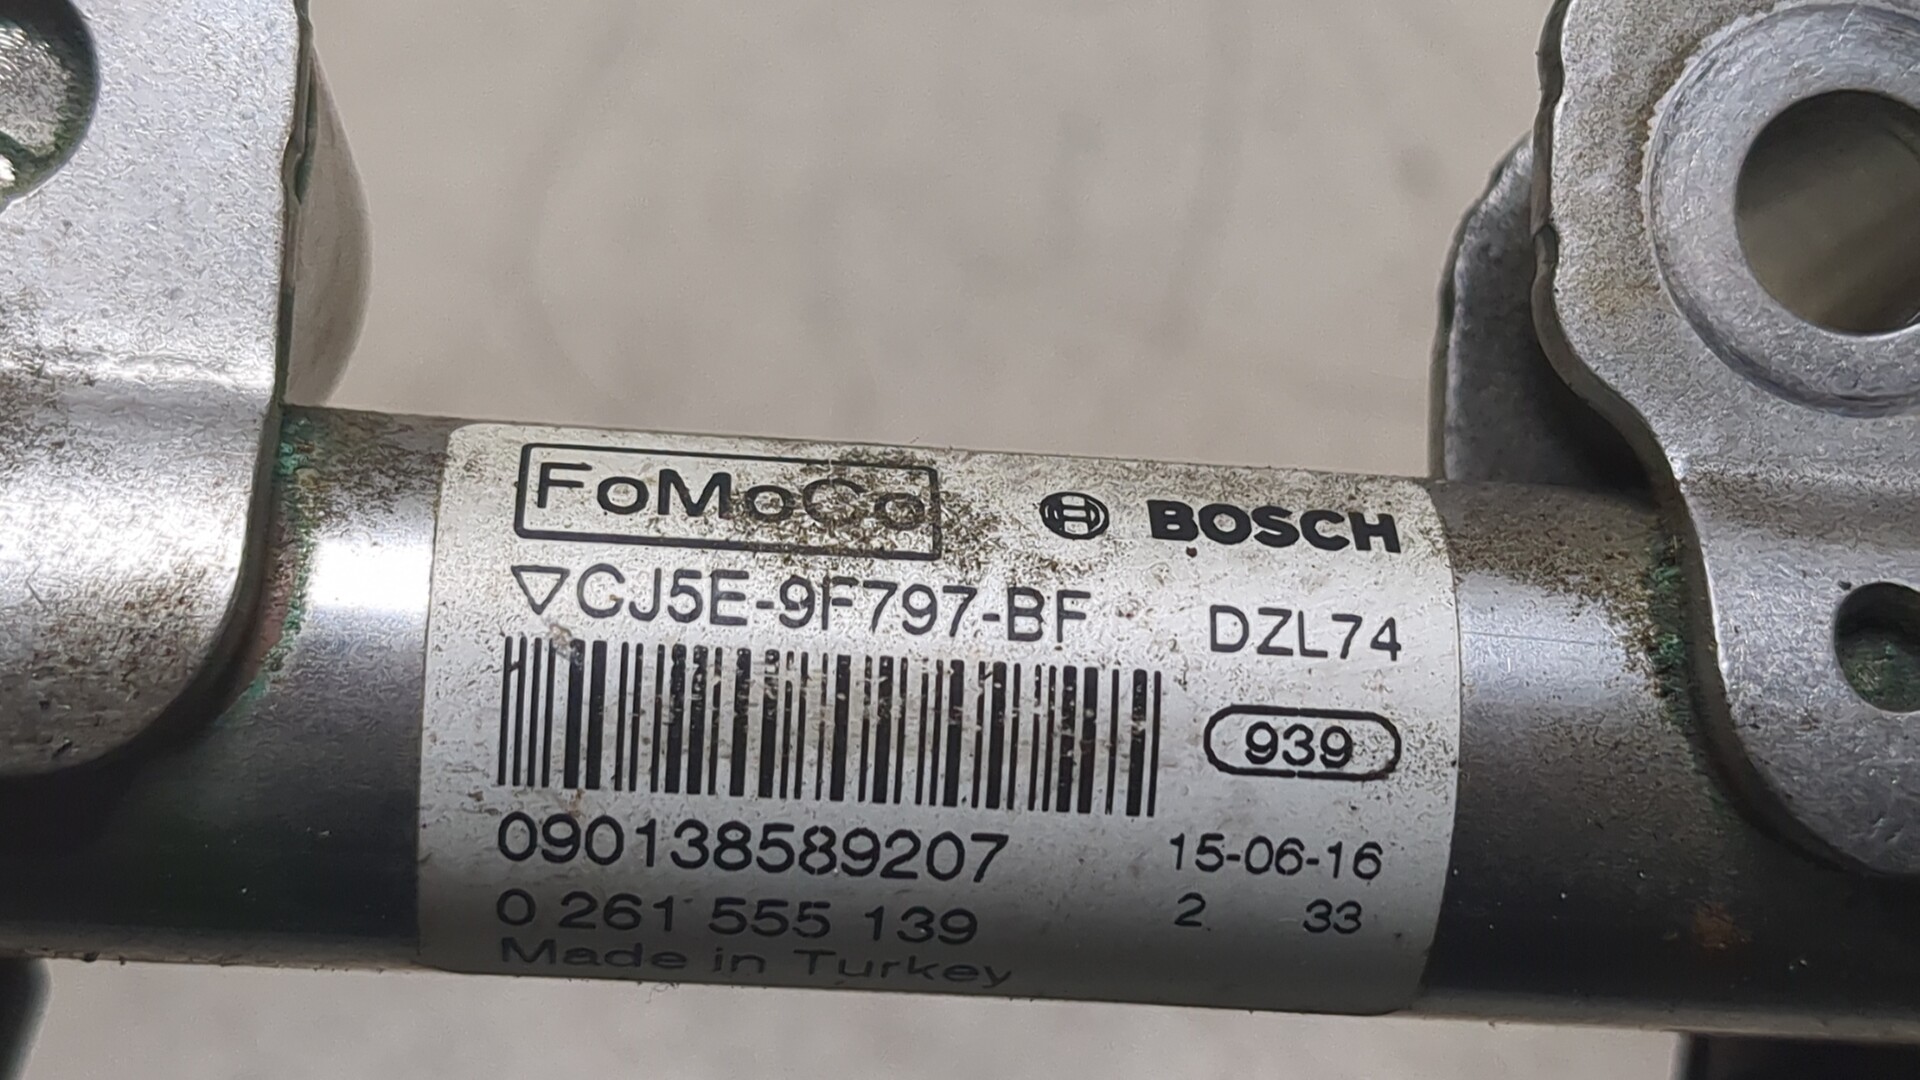 FoMoCo BOSCH
▽CJ5E-9F797-BF DZL74
939
090138589207 15-06-16
0 261 555 139 2 33
Made in Turkey